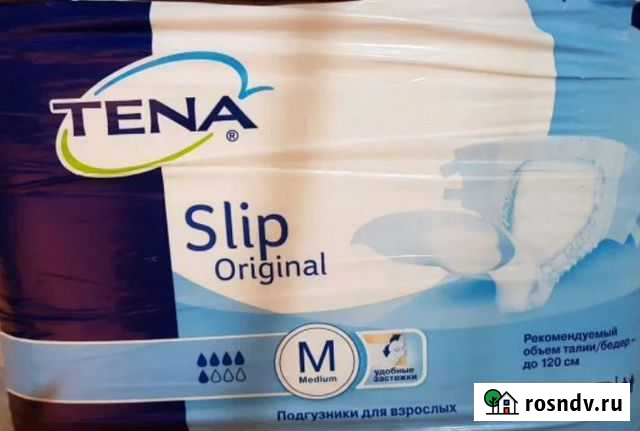 TENA®
Slip
Original
M
Medium
удобные
застежки
Рекомендуемый
объем талии/бедер -
до 120 см
Подгузники для взрослых
rosndv.ru